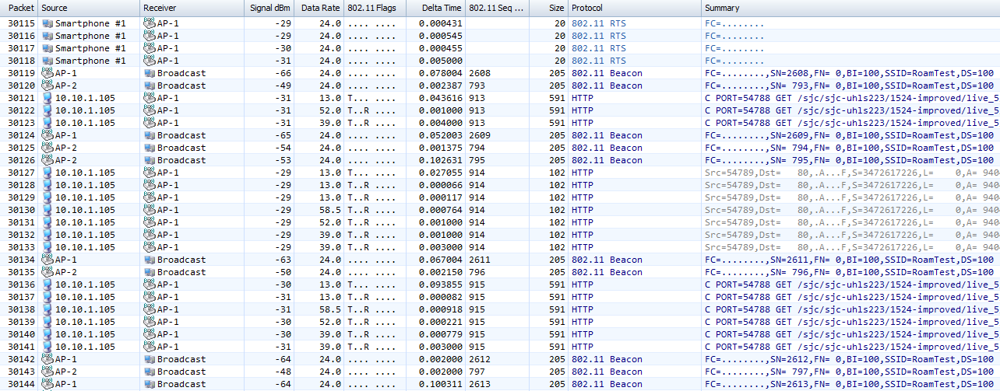 Packet Source Receiver Signal dBm Data Rate 802.11 Flags Delta Time 802.11 Seq ... Size Protocol Summary
30115 Smartphone #1 AP-1 -29 24.0 .... .... 0.000431 20 802.11 RTS FC=........
30116 Smartphone #1 AP-1 -29 24.0 .... .... 0.000545 20 802.11 RTS FC=........
30117 Smartphone #1 AP-1 -30 24.0 .... .... 0.000455 20 802.11 RTS FC=........
30118 Smartphone #1 AP-1 -31 24.0 .... .... 0.005000 20 802.11 RTS FC=........
30119 AP-1 Broadcast -66 24.0 .... .... 0.078004 2608 205 802.11 Beacon FC=........,SN=2608,FN= 0,BI=100,SSID=RoamTest,DS=100
30120 AP-2 Broadcast -49 24.0 .... .... 0.002387 793 205 802.11 Beacon FC=........,SN= 793,FN= 0,BI=100,SSID=RoamTest,DS=100
30121 10.10.1.105 AP-1 -31 13.0 T... .... 0.043616 913 591 HTTP C PORT=54788 GET /sjc/sjc-uhls223/1524-improved/live_5
30122 10.10.1.105 AP-1 -31 52.0 T..R .... 0.001000 913 591 HTTP C PORT=54788 GET /sjc/sjc-uhls223/1524-improved/live_5
30123 10.10.1.105 AP-1 -31 39.0 T..R .... 0.004000 913 591 HTTP C PORT=54788 GET /sjc/sjc-uhls223/1524-improved/live_5
30124 AP-1 Broadcast -65 24.0 .... .... 0.052003 2609 205 802.11 Beacon FC=........,SN=2609,FN= 0,BI=100,SSID=RoamTest,DS=100
30125 AP-2 Broadcast -54 24.0 .... .... 0.001375 794 205 802.11 Beacon FC=........,SN= 794,FN= 0,BI=100,SSID=RoamTest,DS=100
30126 AP-2 Broadcast -53 24.0 .... .... 0.102631 795 205 802.11 Beacon FC=........,SN= 795,FN= 0,BI=100,SSID=RoamTest,DS=100
30127 10.10.1.105 AP-1 -29 13.0 T... .... 0.027055 914 102 HTTP Src=54789,Dst= 80,.A...F,S=3472617226,L= 0,A= 940
30128 10.10.1.105 AP-1 -29 13.0 T..R .... 0.000066 914 102 HTTP Src=54789,Dst= 80,.A...F,S=3472617226,L= 0,A= 940
30129 10.10.1.105 AP-1 -29 13.0 T..R .... 0.000117 914 102 HTTP Src=54789,Dst= 80,.A...F,S=3472617226,L= 0,A= 940
30130 10.10.1.105 AP-1 -29 58.5 T..R .... 0.000764 914 102 HTTP Src=54789,Dst= 80,.A...F,S=3472617226,L= 0,A= 940
30131 10.10.1.105 AP-1 -29 52.0 T..R .... 0.001000 914 102 HTTP Src=54789,Dst= 80,.A...F,S=3472617226,L= 0,A= 940
30132 10.10.1.105 AP-1 -29 39.0 T..R .... 0.001000 914 102 HTTP Src=54789,Dst= 80,.A...F,S=3472617226,L= 0,A= 940
30133 10.10.1.105 AP-1 -29 39.0 T..R .... 0.003000 914 102 HTTP Src=54789,Dst= 80,.A...F,S=3472617226,L= 0,A= 940
30134 AP-1 Broadcast -63 24.0 .... .... 0.067004 2611 205 802.11 Beacon FC=........,SN=2611,FN= 0,BI=100,SSID=RoamTest,DS=100
30135 AP-2 Broadcast -50 24.0 .... .... 0.002150 796 205 802.11 Beacon FC=........,SN= 796,FN= 0,BI=100,SSID=RoamTest,DS=100
30136 10.10.1.105 AP-1 -30 13.0 T... .... 0.093855 915 591 HTTP C PORT=54788 GET /sjc/sjc-uhls223/1524-improved/live_5
30137 10.10.1.105 AP-1 -31 13.0 T..R .... 0.000082 915 591 HTTP C PORT=54788 GET /sjc/sjc-uhls223/1524-improved/live_5
30138 10.10.1.105 AP-1 -31 58.5 T..R .... 0.000918 915 591 HTTP C PORT=54788 GET /sjc/sjc-uhls223/1524-improved/live_5
30139 10.10.1.105 AP-1 -30 52.0 T..R .... 0.000221 915 591 HTTP C PORT=54788 GET /sjc/sjc-uhls223/1524-improved/live_5
30140 10.10.1.105 AP-1 -30 39.0 T..R .... 0.000779 915 591 HTTP C PORT=54788 GET /sjc/sjc-uhls223/1524-improved/live_5
30141 10.10.1.105 AP-1 -31 39.0 T..R .... 0.003000 915 591 HTTP C PORT=54788 GET /sjc/sjc-uhls223/1524-improved/live_5
30142 AP-1 Broadcast -64 24.0 .... .... 0.002000 2612 205 802.11 Beacon FC=........,SN=2612,FN= 0,BI=100,SSID=RoamTest,DS=100
30143 AP-2 Broadcast -48 24.0 .... .... 0.002000 797 205 802.11 Beacon FC=........,SN= 797,FN= 0,BI=100,SSID=RoamTest,DS=100
30144 AP-1 Broadcast -64 24.0 .... .... 0.100311 2613 205 802.11 Beacon FC=........,SN=2613,FN= 0,BI=100,SSID=RoamTest,DS=100